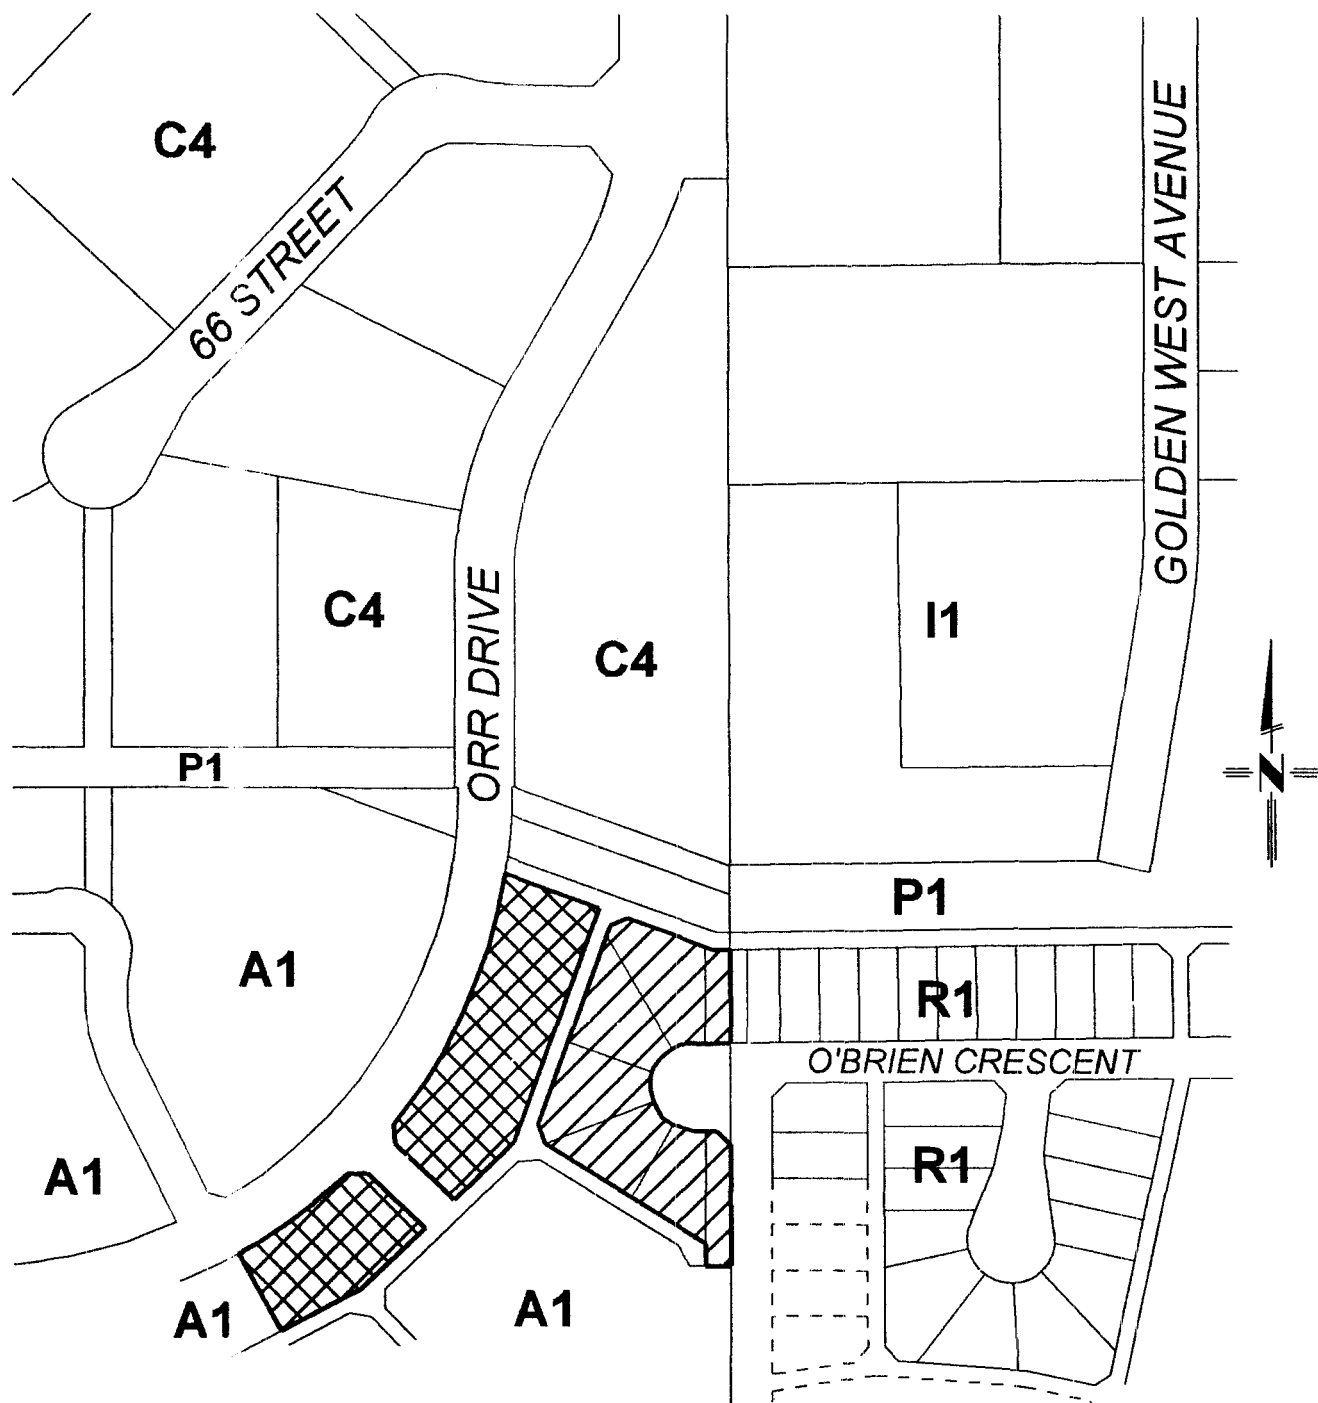 C4
66 STREET
GOLDEN WEST AVENUE
C4
ORR DRIVE
C4
I1
P1
N
P1
A1
R1
O'BRIEN CRESCENT
A1
R1
A1
A1